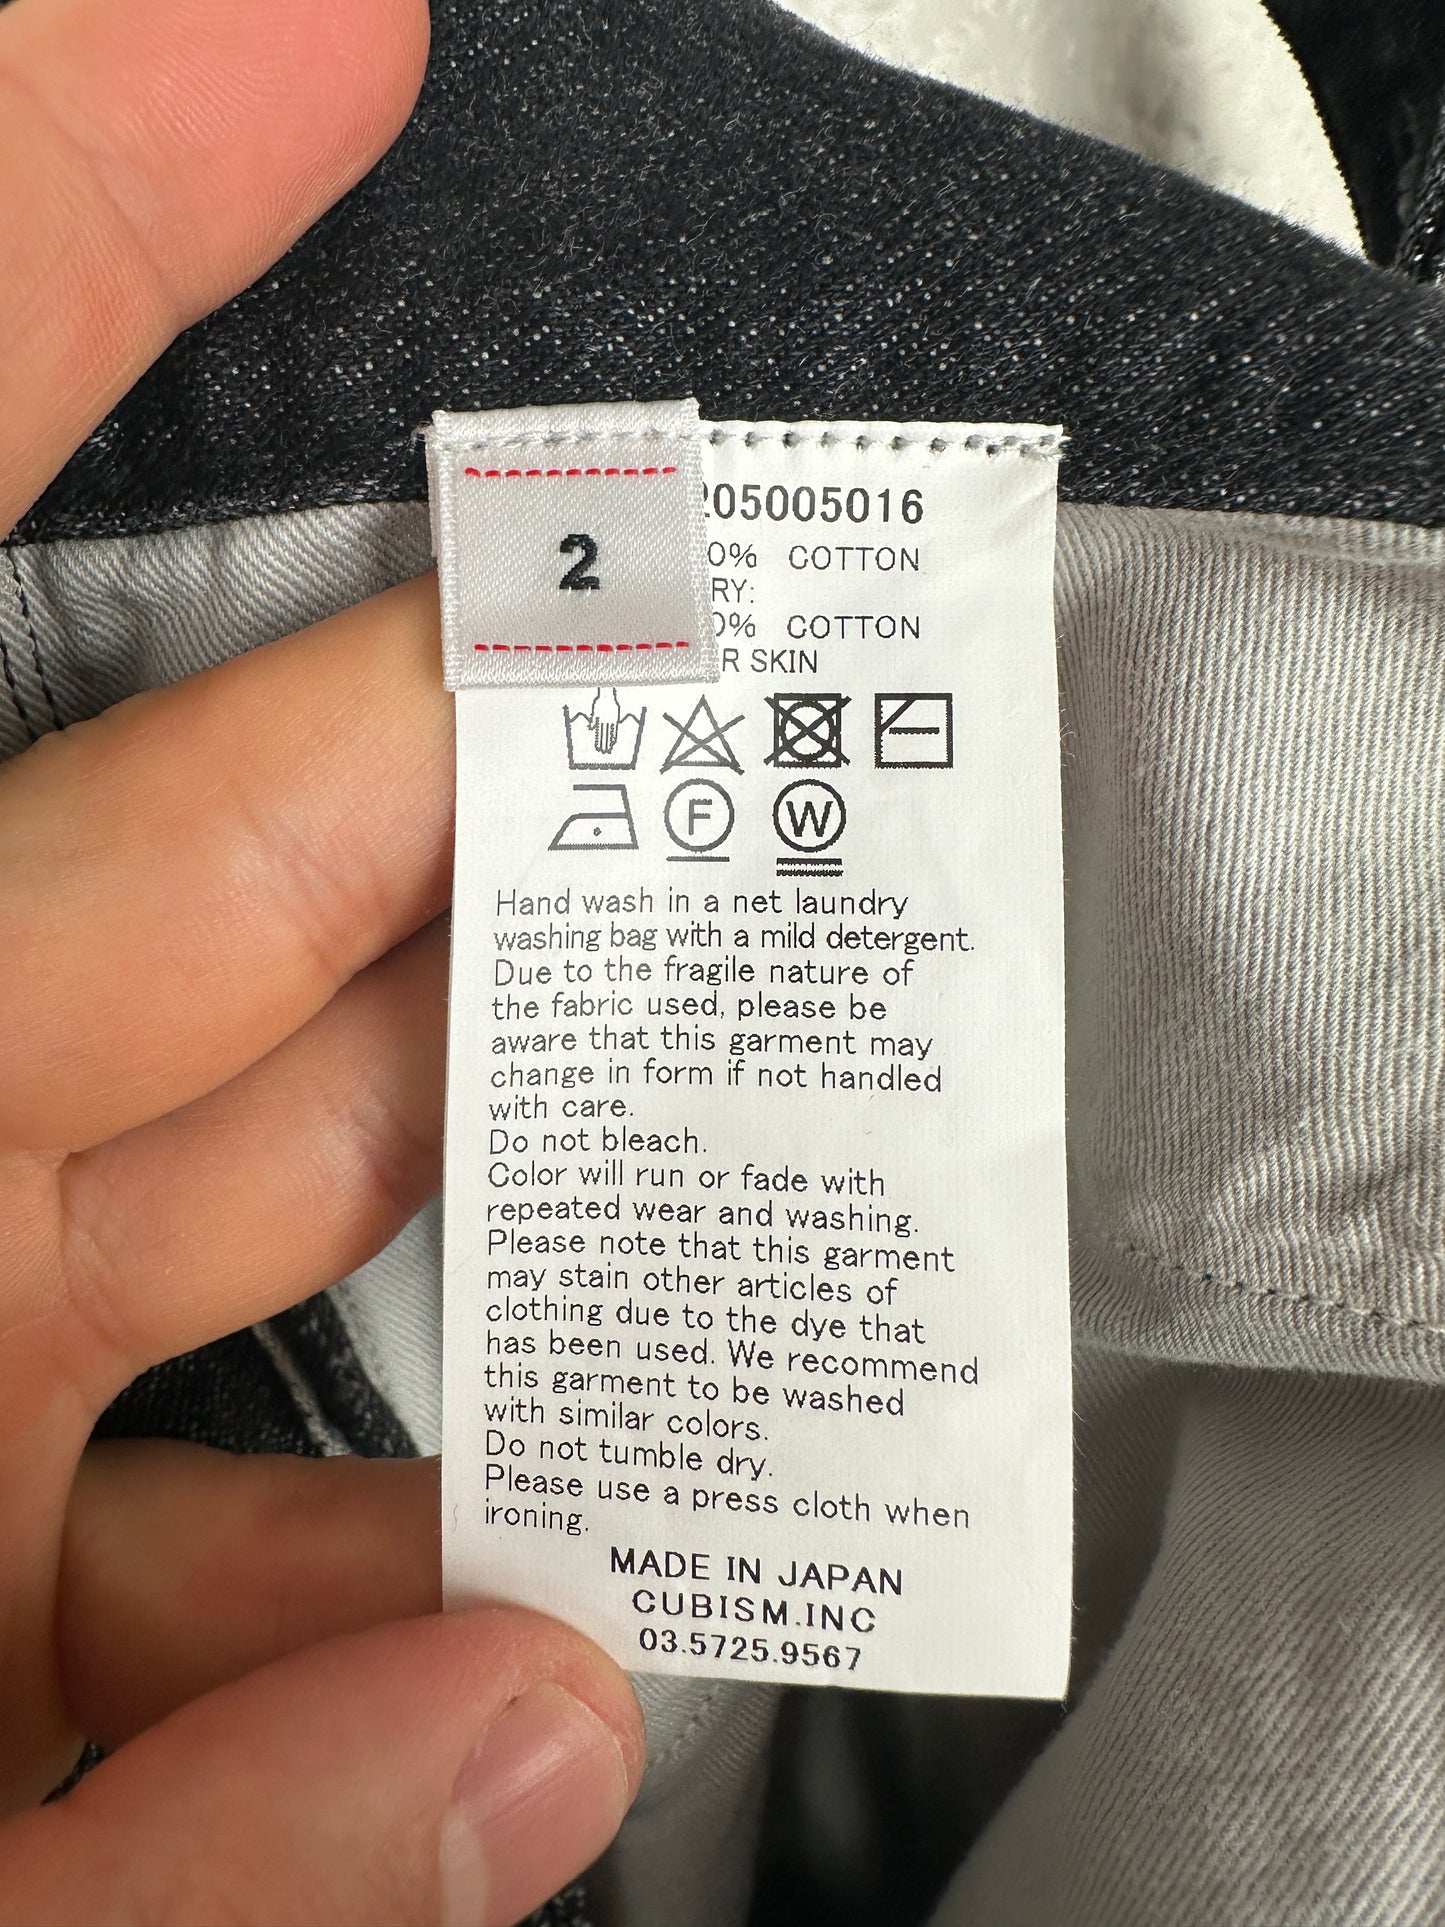 2
205005016
0% COTTON
RY:
0% COTTON
R SKIN
F W
Hand wash in a net laundry
washing bag with a mild detergent.
Due to the fragile nature of
the fabric used, please be
aware that this garment may
change in form if not handled
with care.
Do not bleach.
Color will run or fade with
repeated wear and washing.
Please note that this garment
may stain other articles of
clothing due to the dye that
has been used. We recommend
this garment to be washed
with similar colors.
Do not tumble dry.
Please use a press cloth when
ironing.
MADE IN JAPAN
CUBISM.INC
03.5725.9567